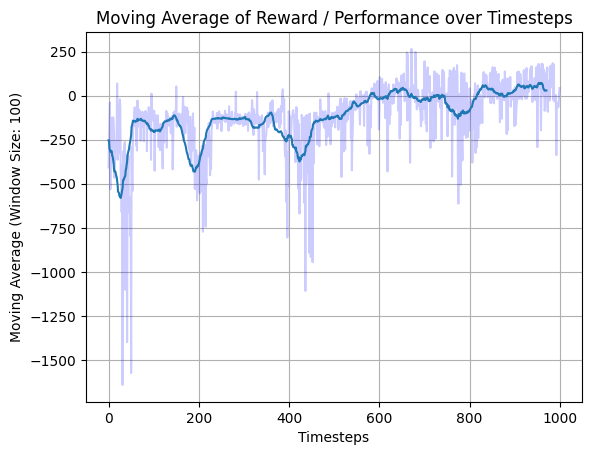 Moving Average of Reward / Performance over Timesteps
Moving Average (Window Size: 100)
250
0
−250
−500
−750
−1000
−1250
−1500
0 200 400 600 800 1000
Timesteps